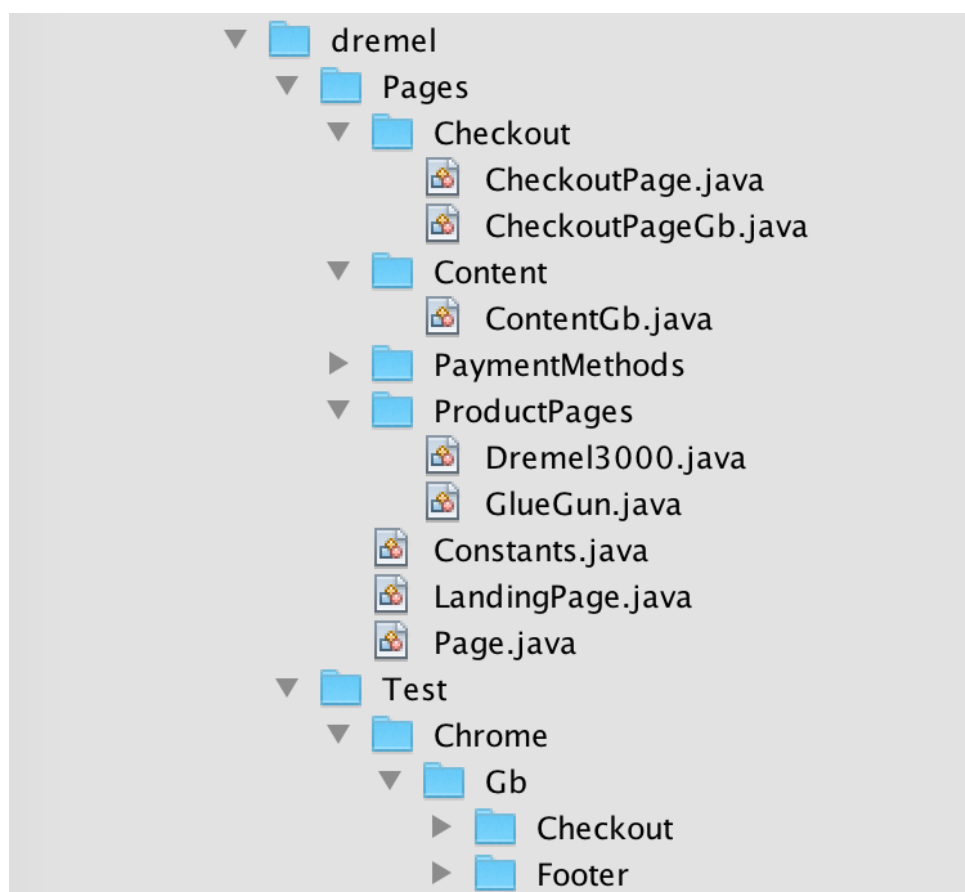 dremel
Pages
Checkout
CheckoutPage.java
CheckoutPageGb.java
Content
ContentGb.java
PaymentMethods
ProductPages
Dremel3000.java
GlueGun.java
Constants.java
LandingPage.java
Page.java
Test
Chrome
Gb
Checkout
Footer